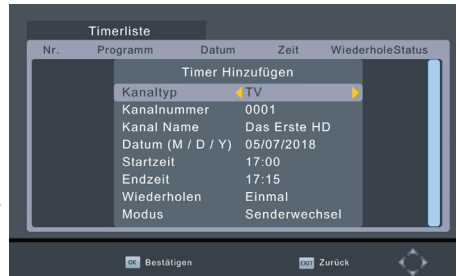 Timerliste
Nr. Programm Datum Zeit WiederholeStatus
Timer Hinzufügen
Kanaltyp TV
Kanalnummer 0001
Kanal Name Das Erste HD
Datum (M / D / Y) 05/07/2018
Startzeit 17:00
Endzeit 17:15
Wiederholen Einmal
Modus Senderwechsel
OK Bestätigen EXIT Zurück